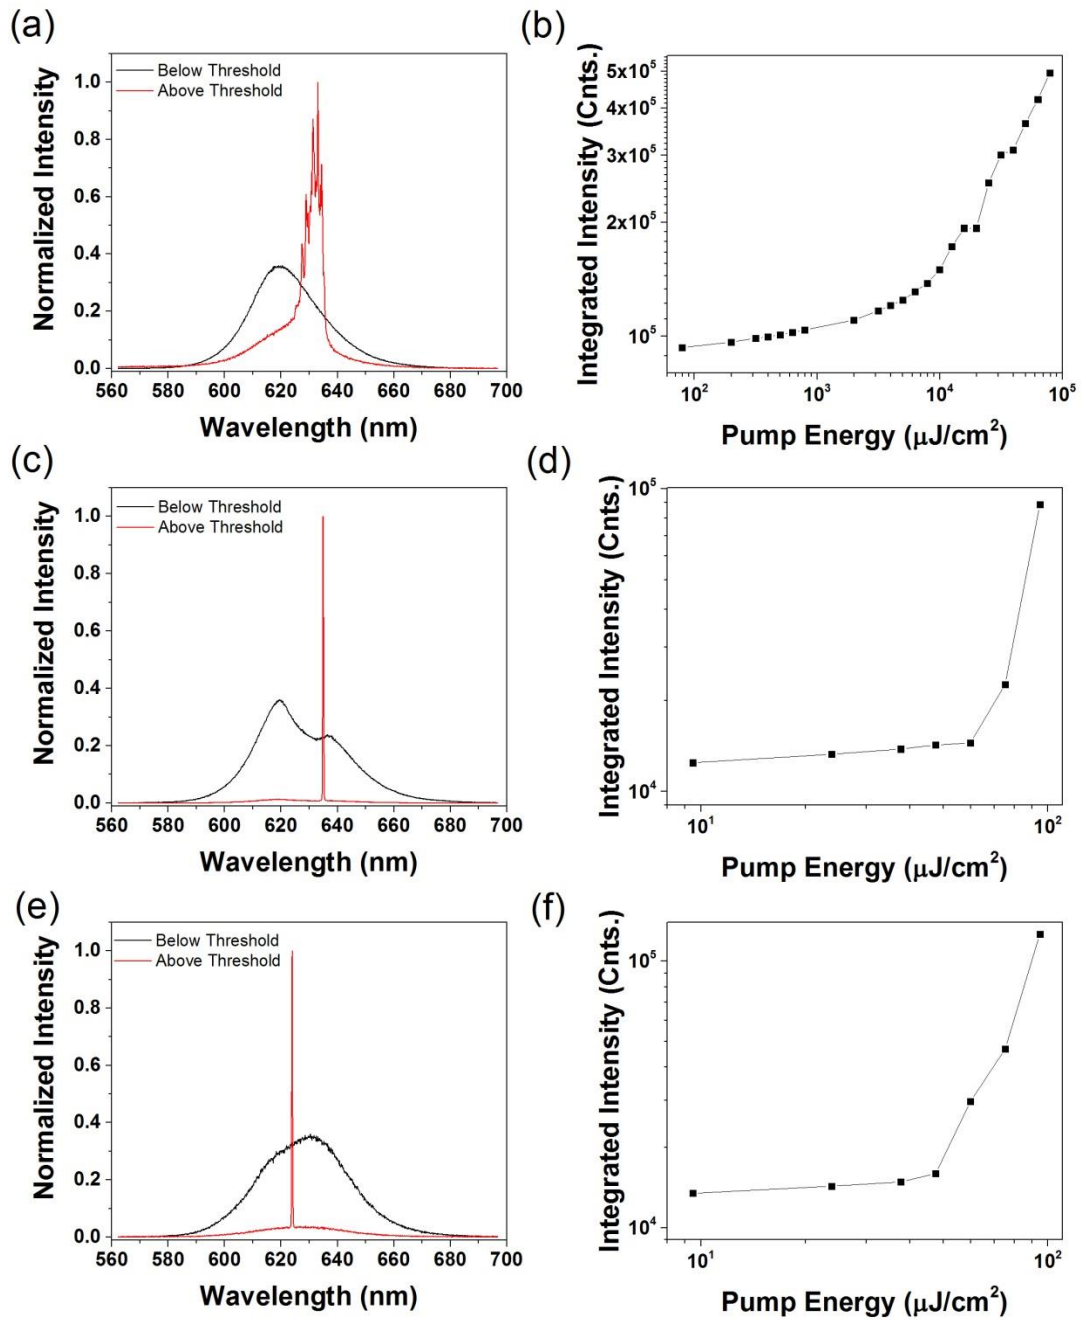 (a)
Normalized Intensity
1.0
0.8
0.6
0.4
0.2
0.0
Below Threshold
Above Threshold
560 580 600 620 640 660 680 700
Wavelength (nm)
(b)
Integrated Intensity (Cnts.)
5x10⁵
4x10⁵
3x10⁵
2x10⁵
10⁵
10² 10³ 10⁴ 10⁵
Pump Energy (μJ/cm²)
(c)
Normalized Intensity
1.0
0.8
0.6
0.4
0.2
0.0
Below Threshold
Above Threshold
560 580 600 620 640 660 680 700
Wavelength (nm)
(d)
Integrated Intensity (Cnts.)
10⁵
10⁴
10¹ 10²
Pump Energy (μJ/cm²)
(e)
Normalized Intensity
1.0
0.8
0.6
0.4
0.2
0.0
Below Threshold
Above Threshold
560 580 600 620 640 660 680 700
Wavelength (nm)
(f)
Integrated Intensity (Cnts.)
10⁵
10⁴
10¹ 10²
Pump Energy (μJ/cm²)